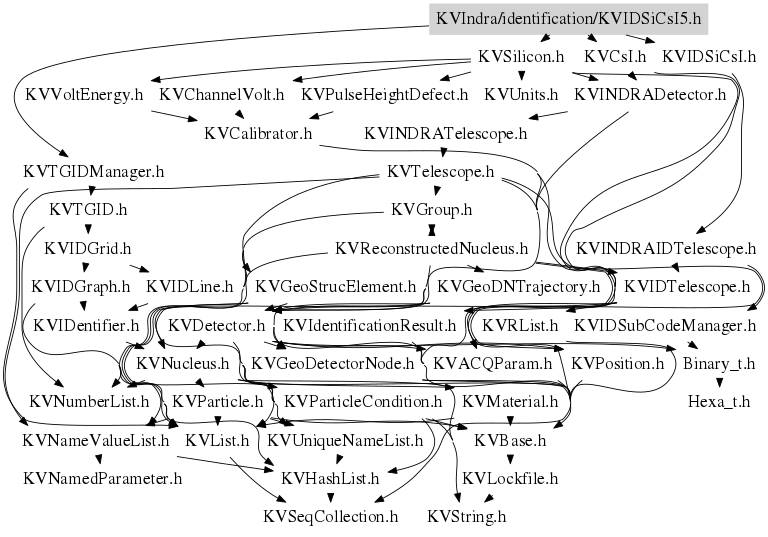 KVIndra/identification/KVIDSiCsI5.h
KVSilicon.h KVCsI.h KVIDSiCsI.h
KVVoltEnergy.h KVChannelVolt.h KVPulseHeightDefect.h KVUnits.h KVINDRADetector.h
KVCalibrator.h KVINDRATelescope.h
KVTGIDManager.h KVTelescope.h
KVTGID.h KVGroup.h
KVIDGrid.h KVReconstructedNucleus.h KVINDRAIDTelescope.h
KVIDGraph.h KVIDLine.h KVGeoStrucElement.h KVGeoDNTrajectory.h KVIDTelescope.h
KVIDentifier.h KVDetector.h KVIdentificationResult.h KVRList.h KVIDSubCodeManager.h
KVNucleus.h KVGeoDetectorNode.h KVACQParam.h KVPosition.h Binary_t.h
KVNumberList.h KVParticle.h KVParticleCondition.h KVMaterial.h Hexa_t.h
KVNameValueList.h KVList.h KVUniqueNameList.h KVBase.h
KVNamedParameter.h KVHashList.h KVLockfile.h
KVSeqCollection.h KVString.h